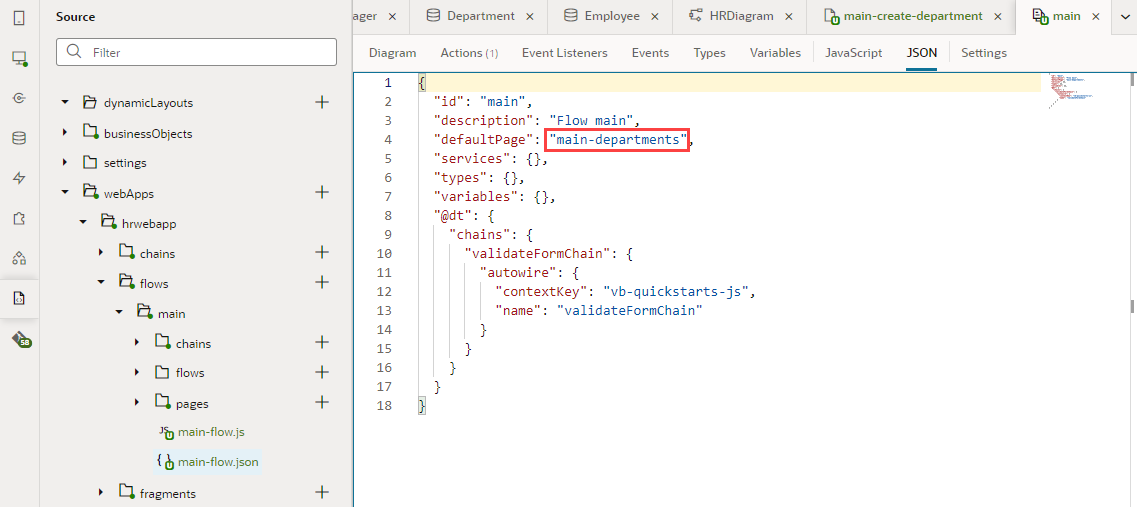 Source
Filter
dynamicLayouts
businessObjects
settings
webApps
hrwebapp
chains
flows
main
chains
flows
pages
JS main-flow.js
{ } main-flow.json
fragments
58
ager × Department × Employee × HRDiagram × main-create-department × main ×
Diagram Actions (1) Event Listeners Events Types Variables JavaScript JSON Settings
1 {
2 "id": "main",
3 "description": "Flow main",
4 "defaultPage": "main-departments",
5 "services": {},
6 "types": {},
7 "variables": {},
8 "@dt": {
9 "chains": {
10 "validateFormChain": {
11 "autowire": {
12 "contextKey": "vb-quickstarts-js",
13 "name": "validateFormChain"
14 }
15 }
16 }
17 }
18 }